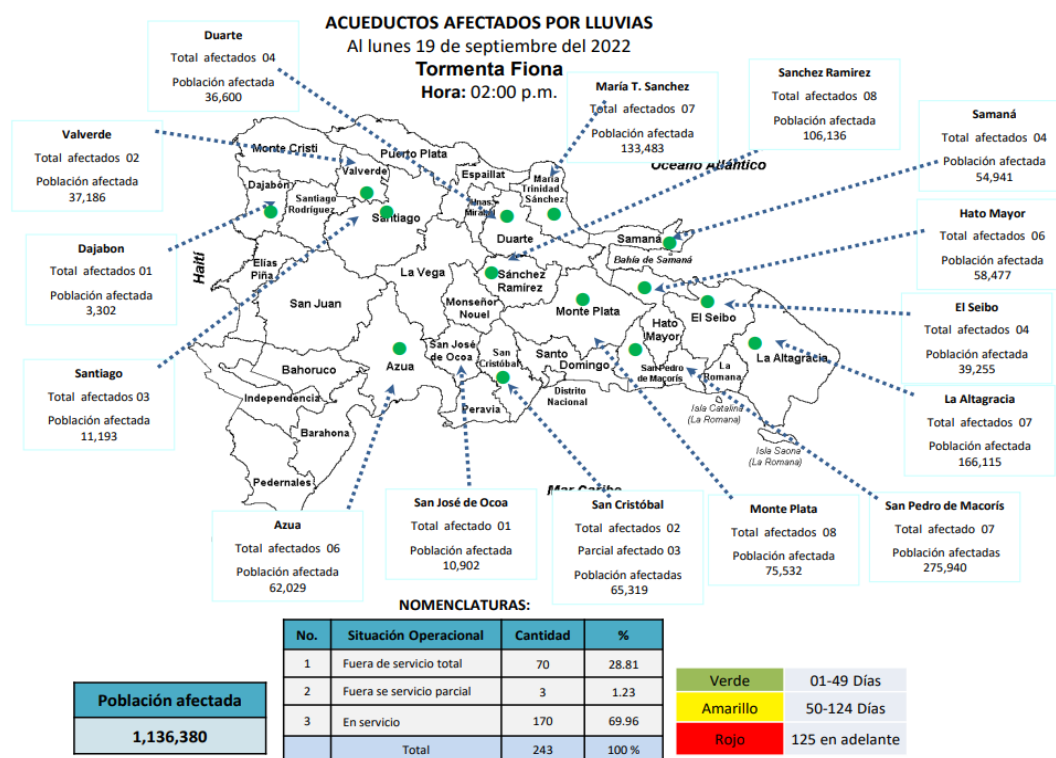 ACUEDUCTOS AFECTADOS POR LLUVIAS
Al lunes 19 de septiembre del 2022
Tormenta Fiona
Hora: 02:00 p.m.
Duarte
Total afectados 04
Población afectada
36,600
María T. Sanchez
Total afectados 07
Población afectada
133,483
Sanchez Ramirez
Total afectados 08
Población afectada
106,136
Samaná
Total afectados 04
Población afectada
54,941
Valverde
Total afectados 02
Población afectada
37,186
Hato Mayor
Total afectados 06
Población afectada
58,477
Dajabon
Total afectados 01
Población afectada
3,302
El Seibo
Total afectados 04
Población afectada
39,255
Santiago
Total afectados 03
Población afectada
11,193
La Altagracia
Total afectados 07
Población afectada
166,115
Monte Cristi
Puerto Plata
Oceano Atlántico
Valverde
Espaillat
María
Trinidad
Sánchez
Dajabón
Santiago
Rodríguez
Santiago
Duarte
Samaná
Bahía de Samaná
Haití
Elías
Piña
La Vega
Sánchez
Ramírez
San Juan
Monseñor
Nouel
Monte Plata
Hato
Mayor
El Seibo
San José
de Ocoa
San
Cristóbal
Santo
Domingo
San Pedro
de Macorís
La
Romana
La Altagracia
Azua
Bahoruco
Independencia
Peravia
Distrito
Nacional
Isla Catalina
(La Romana)
Barahona
Isla Saona
(La Romana)
Pedernales
Mar Caribe
Azua
Total afectados 06
Población afectada
62,029
San José de Ocoa
Total afectado 01
Población afectada
10,902
San Cristóbal
Total afectados 02
Parcial afectado 03
Población afectadas
65,319
Monte Plata
Total afectados 08
Población afectada
75,532
San Pedro de Macorís
Total afectado 07
Población afectadas
275,940
NOMENCLATURAS:
No. Situación Operacional Cantidad %
1 Fuera de servicio total 70 28.81
2 Fuera se servicio parcial 3 1.23
3 En servicio 170 69.96
Total 243 100 %
Población afectada
1,136,380
Verde 01-49 Días
Amarillo 50-124 Días
Rojo 125 en adelante